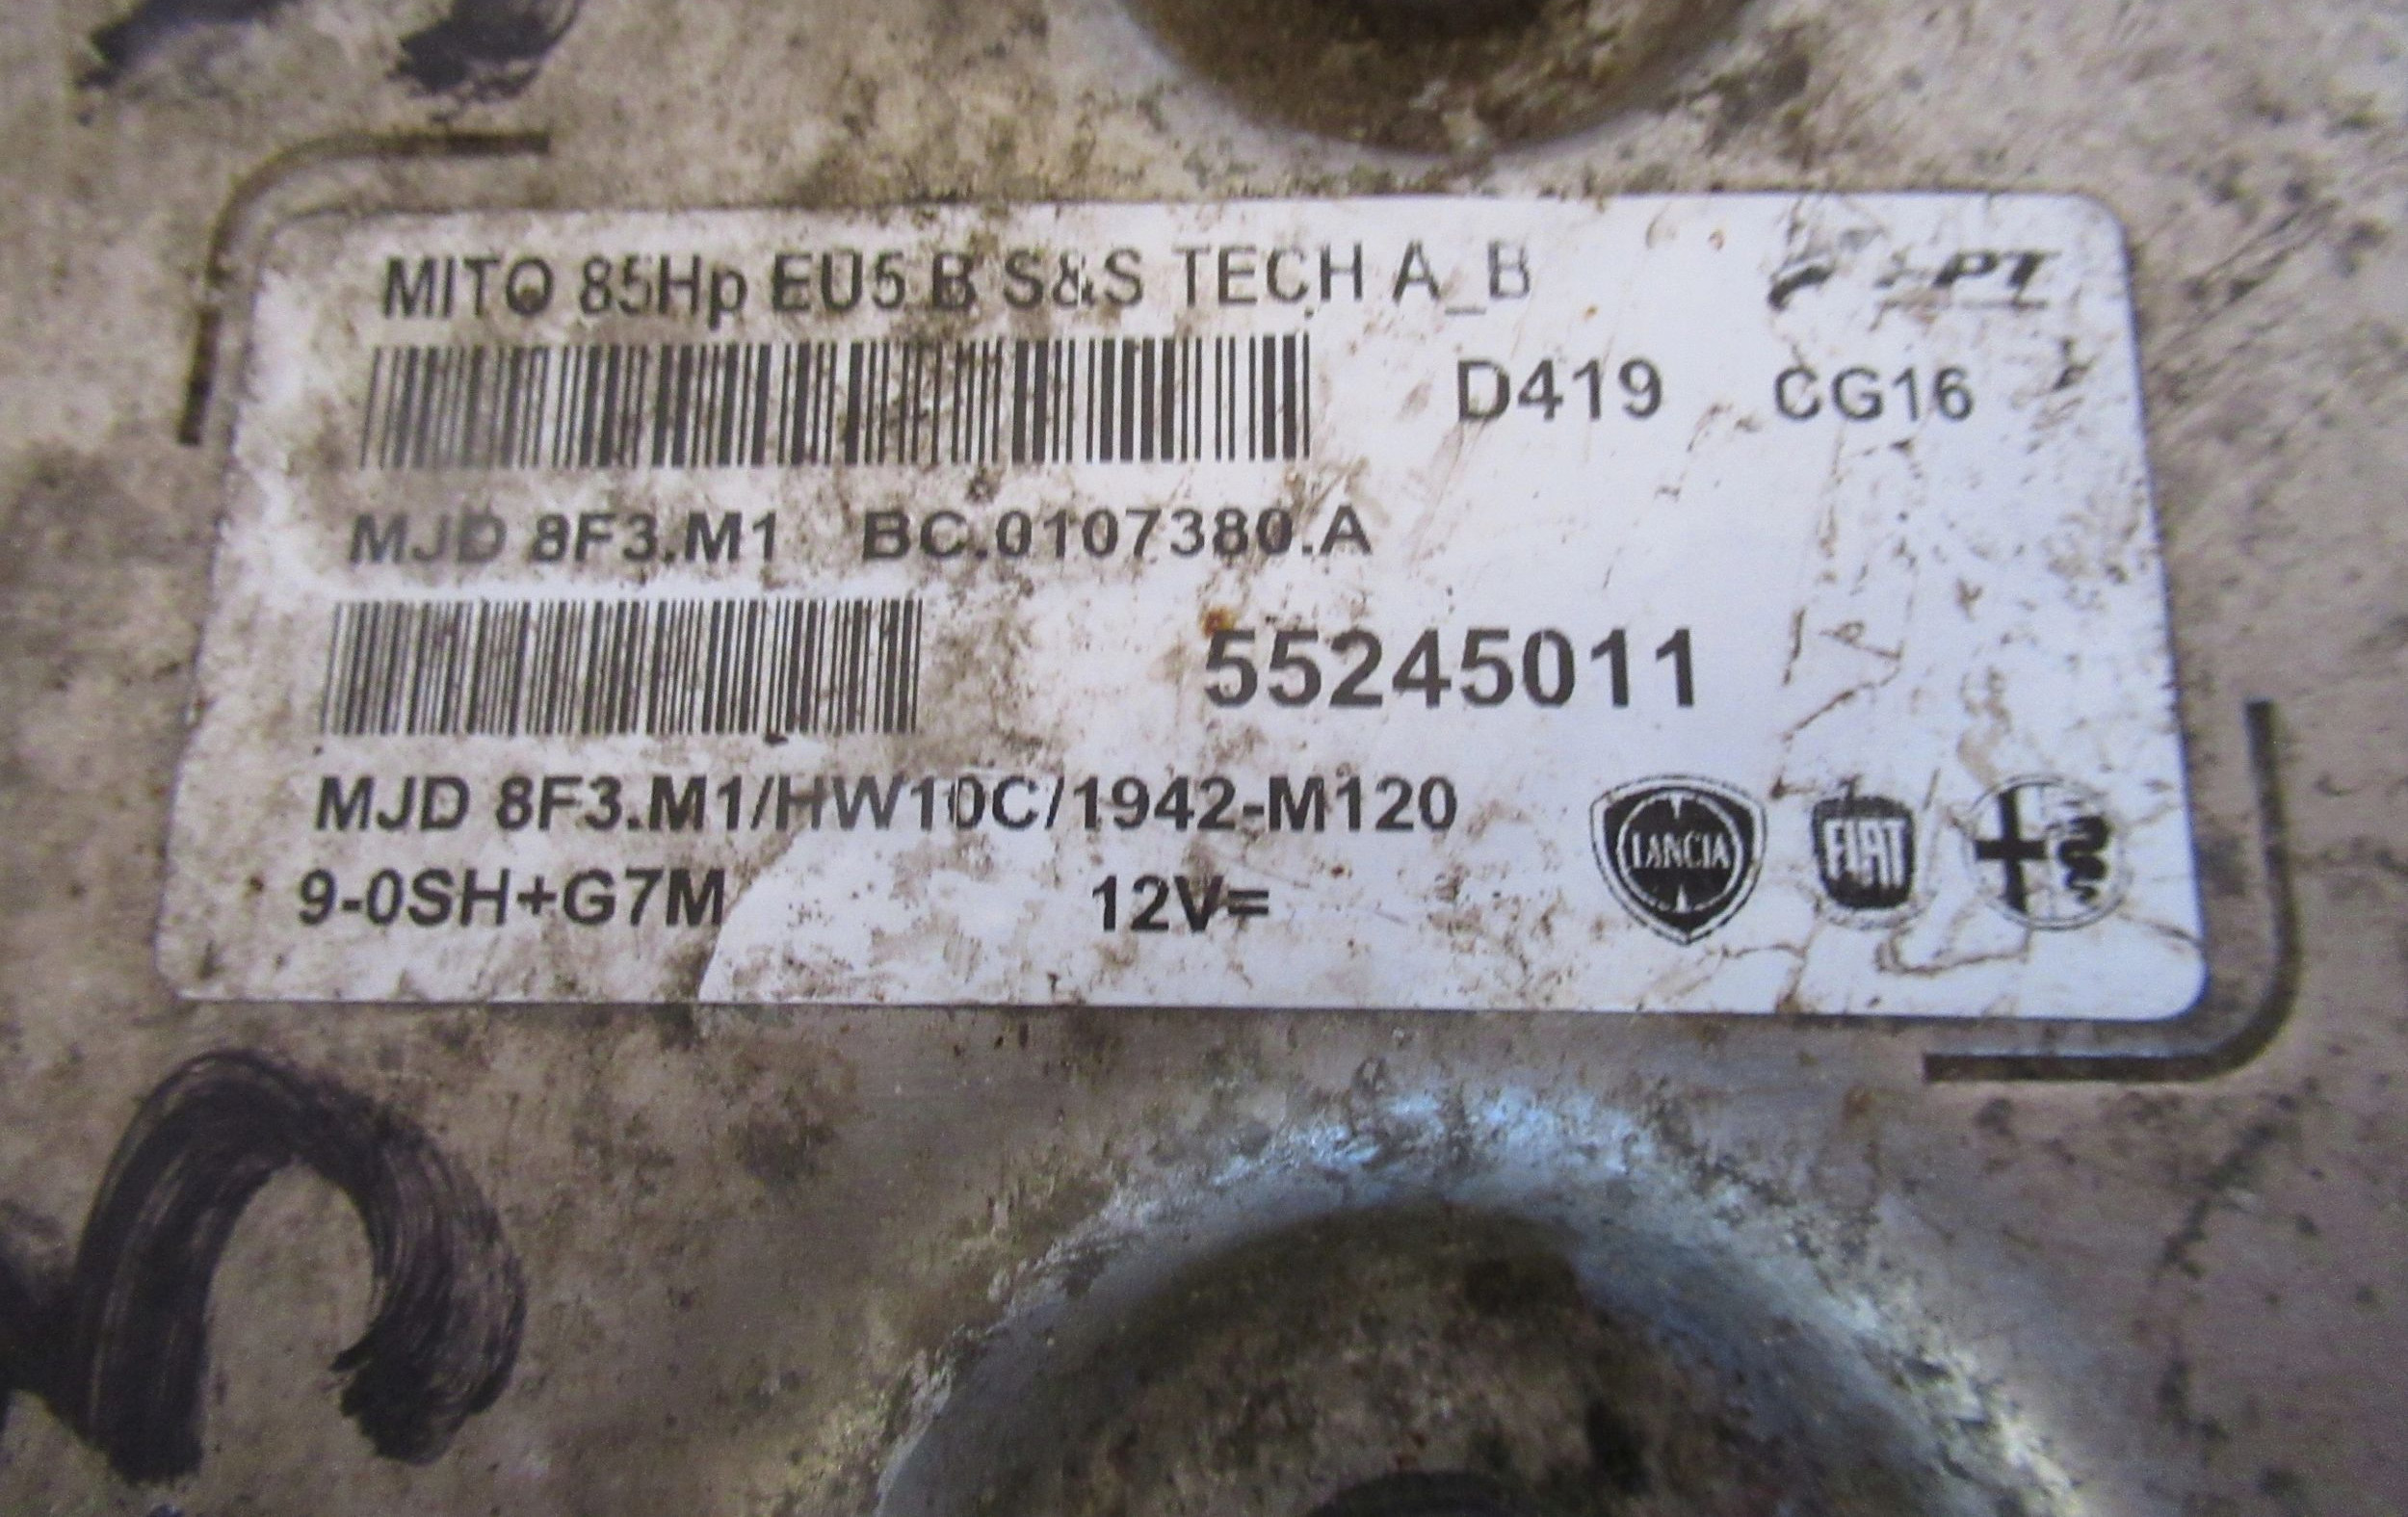 MITO 85Hp EU5 B S&S TECH A_B
PT
D419 CG16
MJD 8F3.M1 BC.0107380.A
55245011
MJD 8F3.M1/HW10C/1942-M120
9-0SH+G7M 12V=
LANCIA FIAT